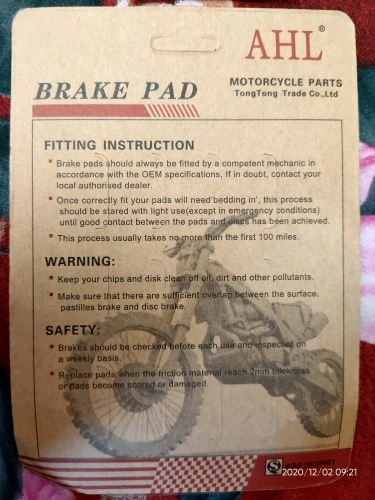 AHL®
BRAKE PAD
MOTORCYCLE PARTS
TongTong Trade Co.,Ltd
FITTING INSTRUCTION
Brake pads should always be fitted by a competent mechanic in
accordance with the OEM specifications. If in doubt, contact your
local authorised dealer.
Once correctly fit your pads will need'bedding in', this process
should be stared with light use(except in emergency conditions)
until good contact between the pads and discs has been achieved.
This process usually takes no more than the first 100 miles.
WARNING:
Keep your chips and disk clean off oil, dirt and other pollutants.
Make sure that there are sufficient overlap between the surface.
pastilles brake and disc brake.
SAFETY:
Brakes should be checked before each use and inspected on
a weekly basis.
Replace pads when the friction material reach 2mm thickness
or pads become scored or damaged.
2020/12/02 09:21